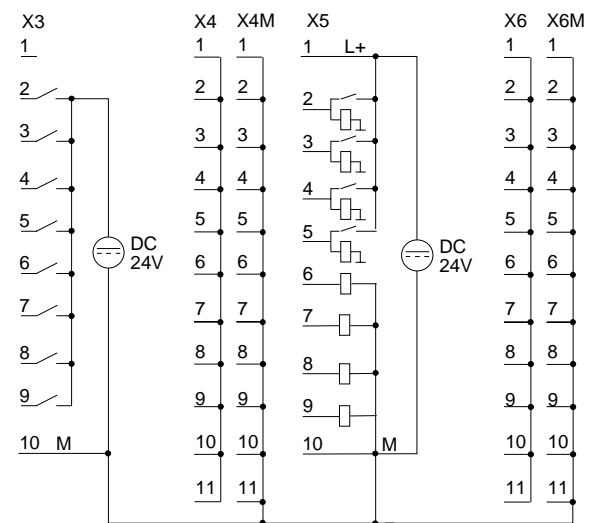 X3 X4 X4M X5 X6 X6M
1 1 1 1 L+ 1 1
2 2 2 2 2 2
3 3 3 3 3 3
4 4 4 4 4 4
5 5 5 5 5 5
DC 24V DC 24V
6 6 6 6 6 6
7 7 7 7 7 7
8 8 8 8 8 8
9 9 9 9 9 9
10 M 10 10 10 M 10 10
11 11 11 11